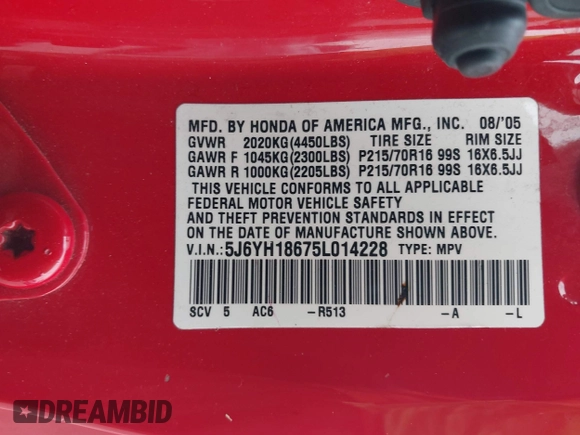 MFD. BY HONDA OF AMERICA MFG., INC. 08/'05
GVWR 2020KG(4450LBS) TIRE SIZE RIM SIZE
GAWR F 1045KG(2300LBS) P215/70R16 99S 16X6.5JJ
GAWR R 1000KG(2205LBS) P215/70R16 99S 16X6.5JJ
THIS VEHICLE CONFORMS TO ALL APPLICABLE
FEDERAL MOTOR VEHICLE SAFETY
AND THEFT PREVENTION STANDARDS IN EFFECT
ON THE DATE OF MANUFACTURE SHOWN ABOVE.
V.I.N.: 5J6YH18675L014228 TYPE: MPV
SCV 5 AC6 -R513 -A -L
DREAMBID